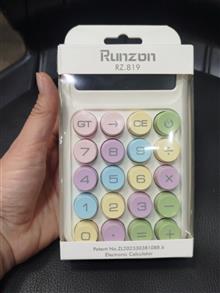 Runzon
RZ.819
GT → CE
7 8 9 ÷
4 5 6 ×
1 2 3 −
0 . = +
Patent No.ZL202330381088.6
Electronic Calculator